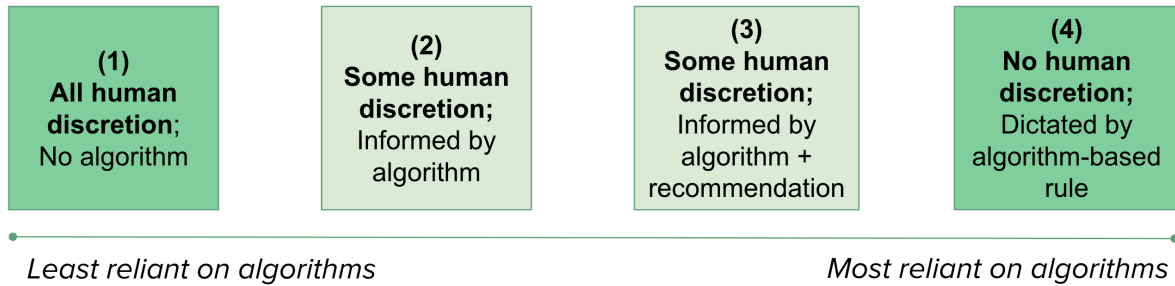 (1)
All human
discretion;
No algorithm
(2)
Some human
discretion;
Informed by
algorithm
(3)
Some human
discretion;
Informed by
algorithm +
recommendation
(4)
No human
discretion;
Dictated by
algorithm-based
rule
Least reliant on algorithms
Most reliant on algorithms